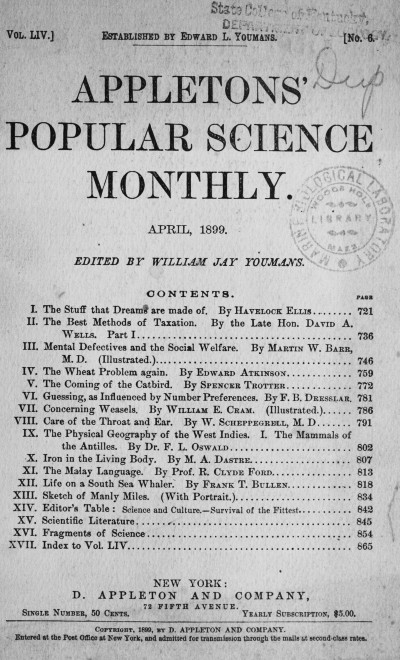 State College of Kentucky,
VOL. LIV.] ESTABLISHED BY EDWARD L. YOUMANS. [NO. 6.
Dup
APPLETONS'
POPULAR SCIENCE
MONTHLY.
MARINE BIOLOGICAL LABORATORY
WOODS HOLE
LIBRARY
MASS.
APRIL, 1899.
EDITED BY WILLIAM JAY YOUMANS.
CONTENTS.
PAGE
I. The Stuff that Dreams are made of. By HAVELOCK ELLIS........ 721
II. The Best Methods of Taxation. By the Late Hon. DAVID A.
WELLS. Part I........ 736
III. Mental Defectives and the Social Welfare. By MARTIN W. BARR,
M. D. (Illustrated.)........ 746
IV. The Wheat Problem again. By EDWARD ATKINSON........ 759
V. The Coming of the Catbird. By SPENCER TROTTER........ 772
VI. Guessing, as Influenced by Number Preferences. By F. B. DRESSLAR. 781
VII. Concerning Weasels. By WILLIAM E. CRAM. (Illustrated.)...... 786
VIII. Care of the Throat and Ear. By W. SCHEPPEGRELL, M. D........ 791
IX. The Physical Geography of the West Indies. I. The Mammals of
the Antilles. By Dr. F. L. OSWALD........ 802
X. Iron in the Living Body. By M. A. DASTRE........ 807
XI. The Malay Language. By Prof. R. CLYDE FORD........ 813
XII. Life on a South Sea Whaler. By FRANK T. BULLEN........ 818
XIII. Sketch of Manly Miles. (With Portrait.)........ 834
XIV. Editor's Table: Science and Culture.—Survival of the Fittest........ 842
XV. Scientific Literature........ 845
XVI. Fragments of Science........ 854
XVII. Index to Vol. LIV........ 865
NEW YORK:
D. APPLETON AND COMPANY,
72 FIFTH AVENUE.
SINGLE NUMBER, 50 CENTS. YEARLY SUBSCRIPTION, $5.00.
COPYRIGHT, 1899, BY D. APPLETON AND COMPANY.
Entered at the Post Office at New York, and admitted for transmission through the mails at second-class rates.